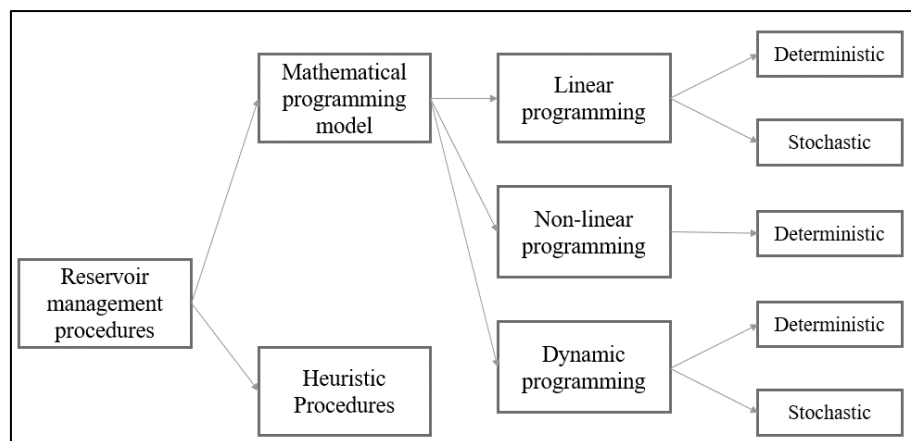 Reservoir
management
procedures
Mathematical
programming
model
Heuristic
Procedures
Linear
programming
Non-linear
programming
Dynamic
programming
Deterministic
Stochastic
Deterministic
Deterministic
Stochastic